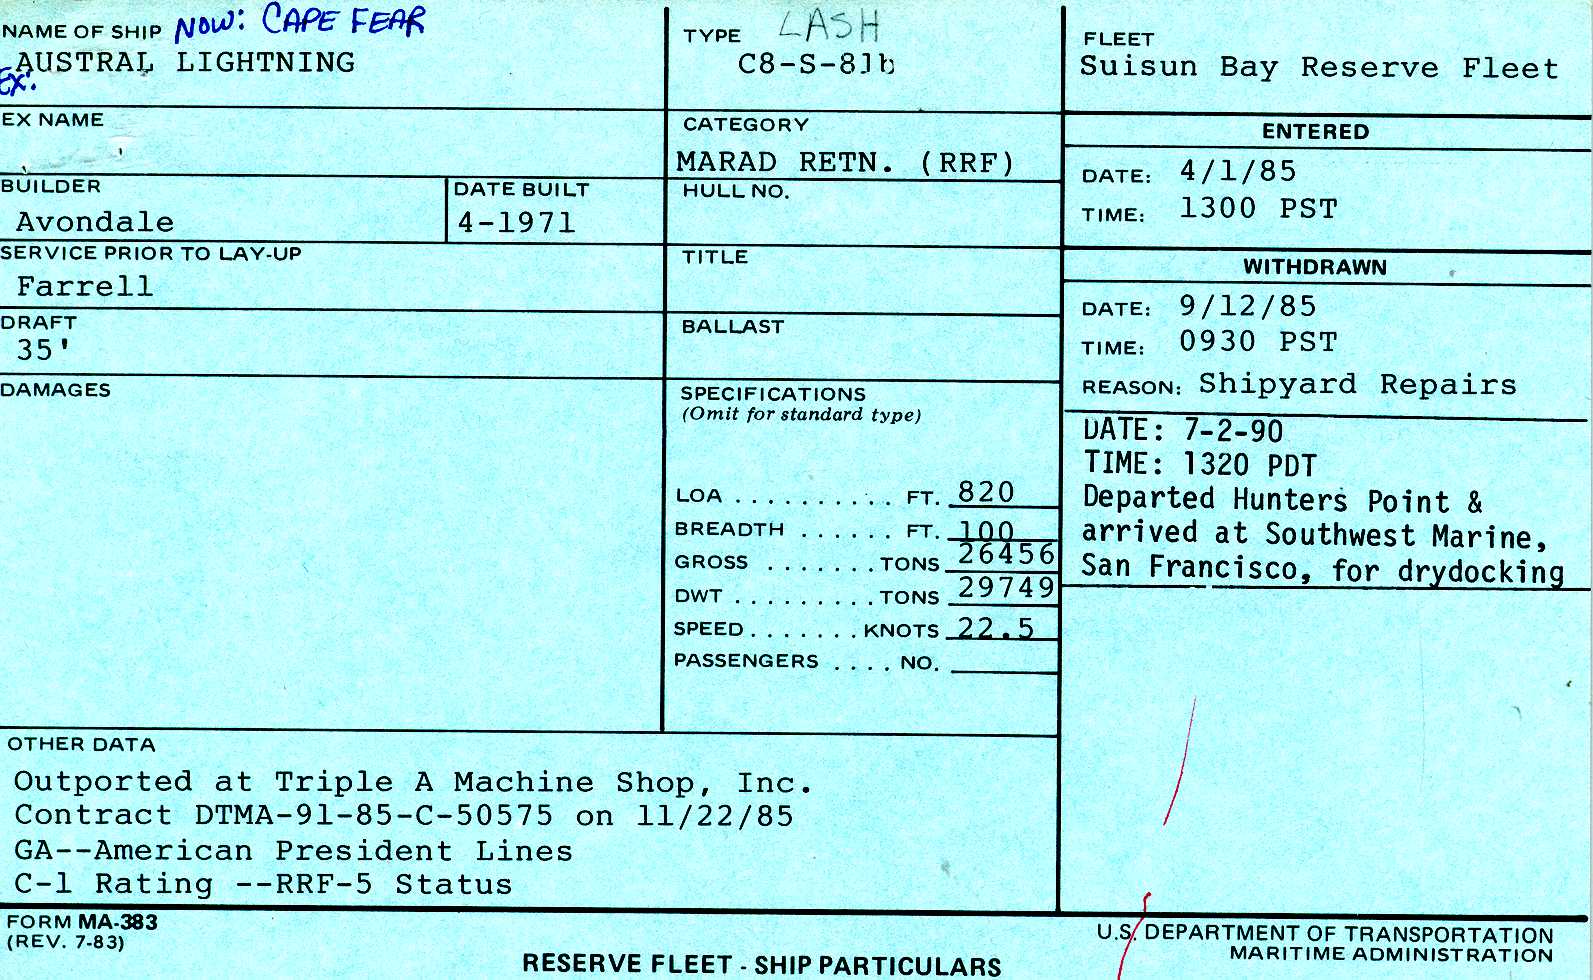 NAME OF SHIP NOW: CAPE FEAR
EX: AUSTRAL LIGHTNING
TYPE LASH
C8-S-81b
FLEET
Suisun Bay Reserve Fleet
EX NAME
CATEGORY
MARAD RETN. (RRF)
ENTERED
DATE: 4/1/85
TIME: 1300 PST
BUILDER
Avondale
DATE BUILT
4-1971
HULL NO.
SERVICE PRIOR TO LAY-UP
Farrell
TITLE
WITHDRAWN
DATE: 9/12/85
TIME: 0930 PST
REASON: Shipyard Repairs
DRAFT
35'
BALLAST
DAMAGES
SPECIFICATIONS
(Omit for standard type)
LOA . . . . . . . . . . FT. 820
BREADTH . . . . . . FT. 100
GROSS . . . . . . . TONS 26456
DWT . . . . . . . . . TONS 29749
SPEED . . . . . . . KNOTS 22.5
PASSENGERS . . . . NO.
DATE: 7-2-90
TIME: 1320 PDT
Departed Hunters Point &
arrived at Southwest Marine,
San Francisco, for drydocking
OTHER DATA
Outported at Triple A Machine Shop, Inc.
Contract DTMA-91-85-C-50575 on 11/22/85
GA--American President Lines
C-1 Rating --RRF-5 Status
FORM MA-383
(REV. 7-83)
RESERVE FLEET - SHIP PARTICULARS
U.S. DEPARTMENT OF TRANSPORTATION
MARITIME ADMINISTRATION